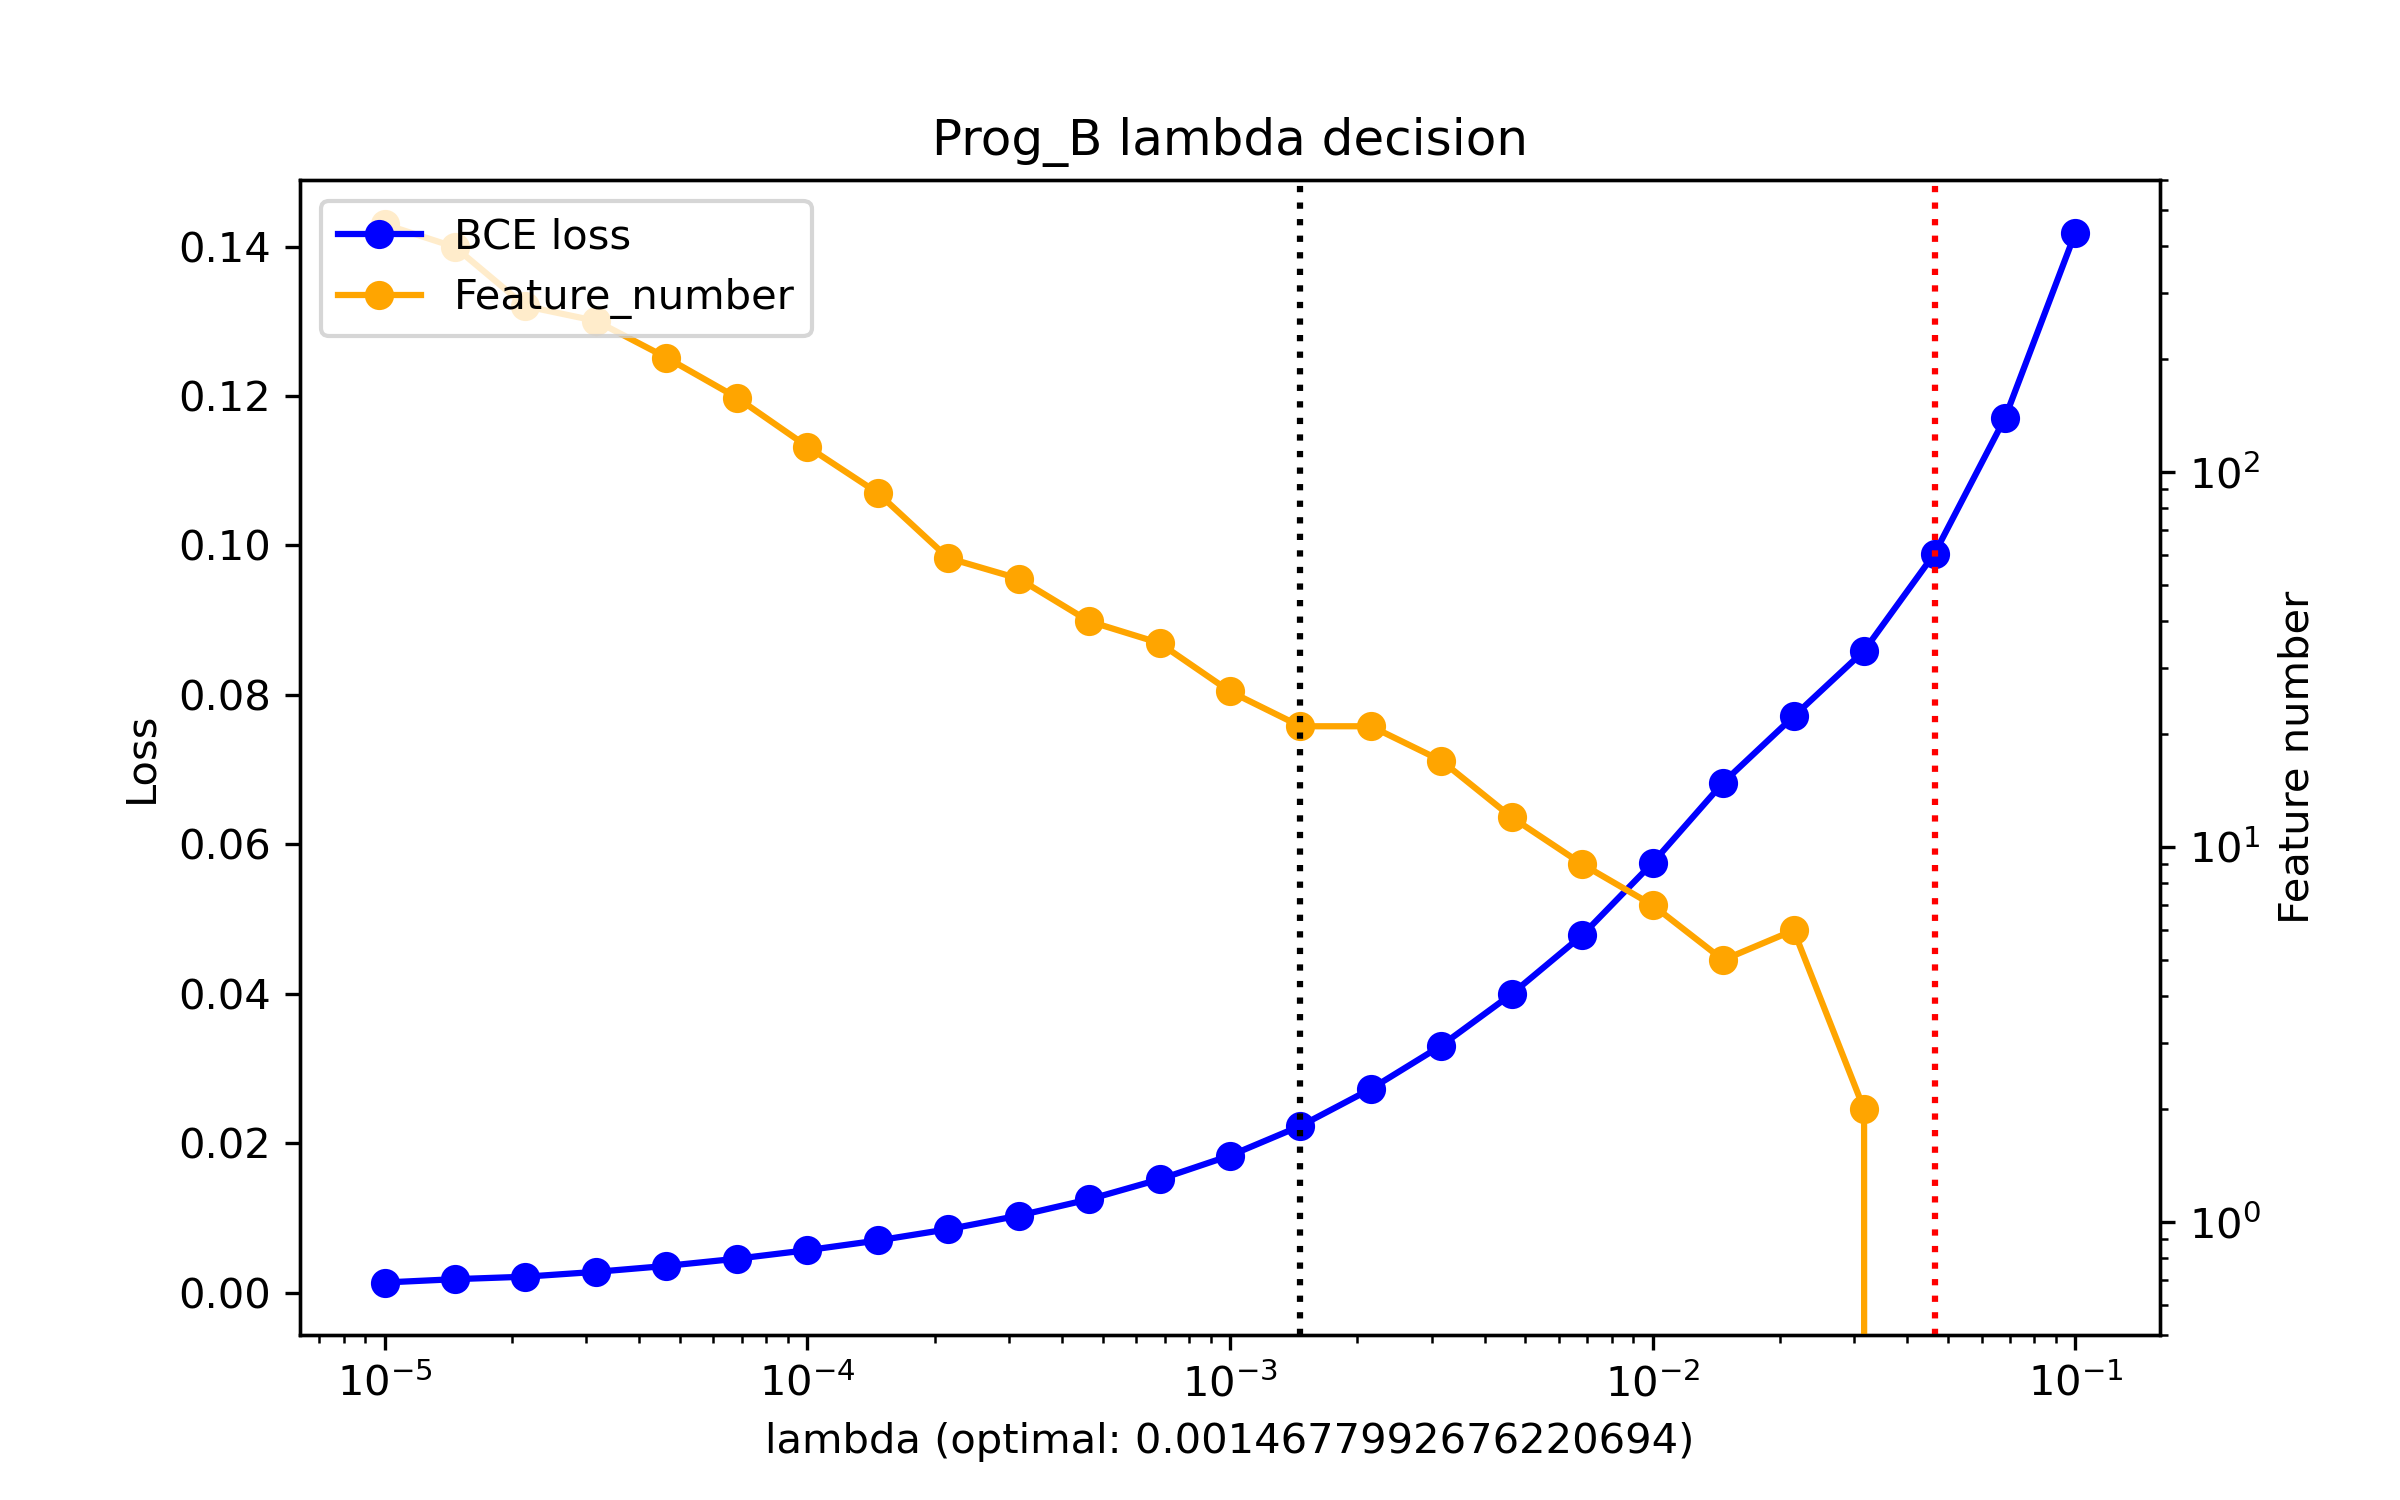 Prog_B lambda decision
BCE loss
Feature_number
0.14
0.12
0.10
0.08
0.06
0.04
0.02
0.00
Loss
10²
10¹
10⁰
Feature number
10⁻⁵ 10⁻⁴ 10⁻³ 10⁻² 10⁻¹
lambda (optimal: 0.0014677992676220694)